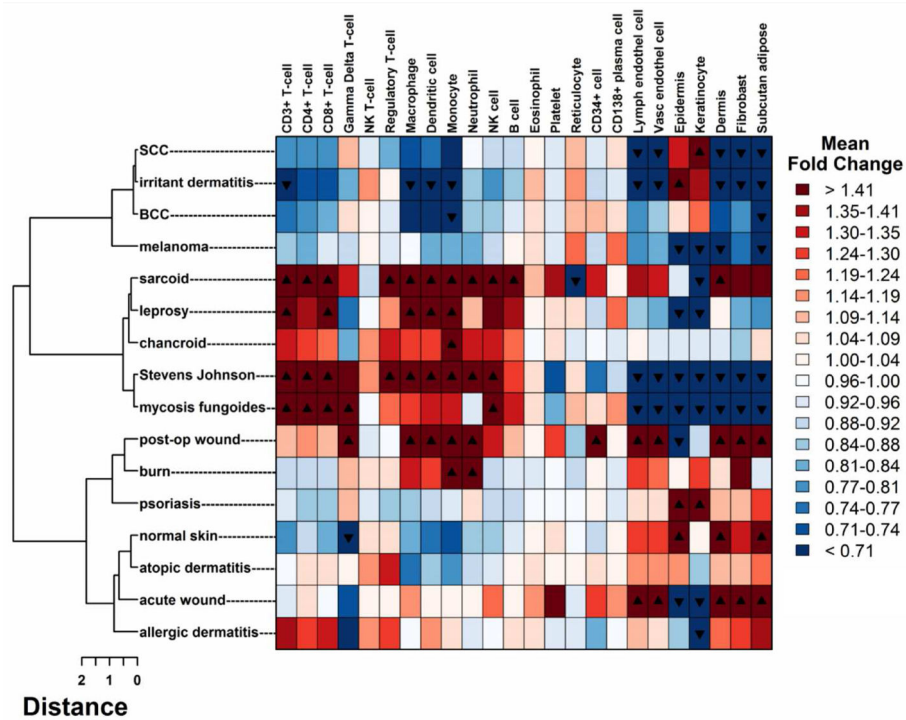 CD3+ T-cell
CD4+ T-cell
CD8+ T-cell
Gamma Delta T-cell
NK T-cell
Regulatory T-cell
Macrophage
Dendritic cell
Monocyte
Neutrophil
NK cell
B cell
Eosinophil
Platelet
Reticulocyte
CD34+ cell
CD138+ plasma cell
Lymph endothel cell
Vasc endothel cell
Epidermis
Keratinocyte
Dermis
Fibrobast
Subcutan adipose
SCC
irritant dermatitis
BCC
melanoma
sarcoid
leprosy
chancroid
Stevens Johnson
mycosis fungoides
post-op wound
burn
psoriasis
normal skin
atopic dermatitis
acute wound
allergic dermatitis
Mean
Fold Change
> 1.41
1.35-1.41
1.30-1.35
1.24-1.30
1.19-1.24
1.14-1.19
1.09-1.14
1.04-1.09
1.00-1.04
0.96-1.00
0.92-0.96
0.88-0.92
0.84-0.88
0.81-0.84
0.77-0.81
0.74-0.77
0.71-0.74
< 0.71
2 1 0
Distance